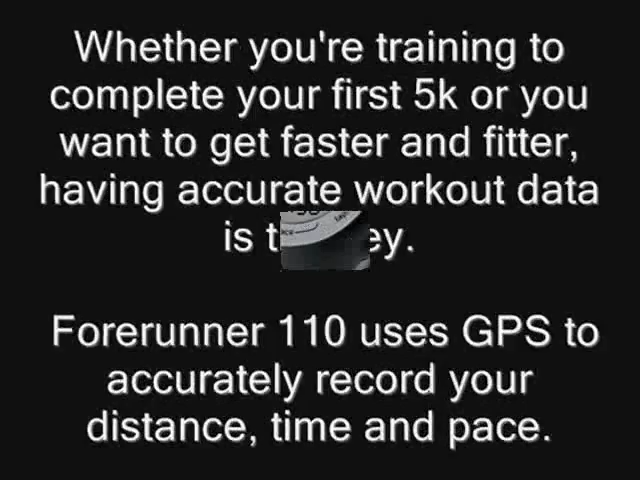 Whether you're training to
complete your first 5k or you
want to get faster and fitter,
having accurate workout data
is
Forerunner 110 uses GPS to
accurately record your
distance, time and pace.